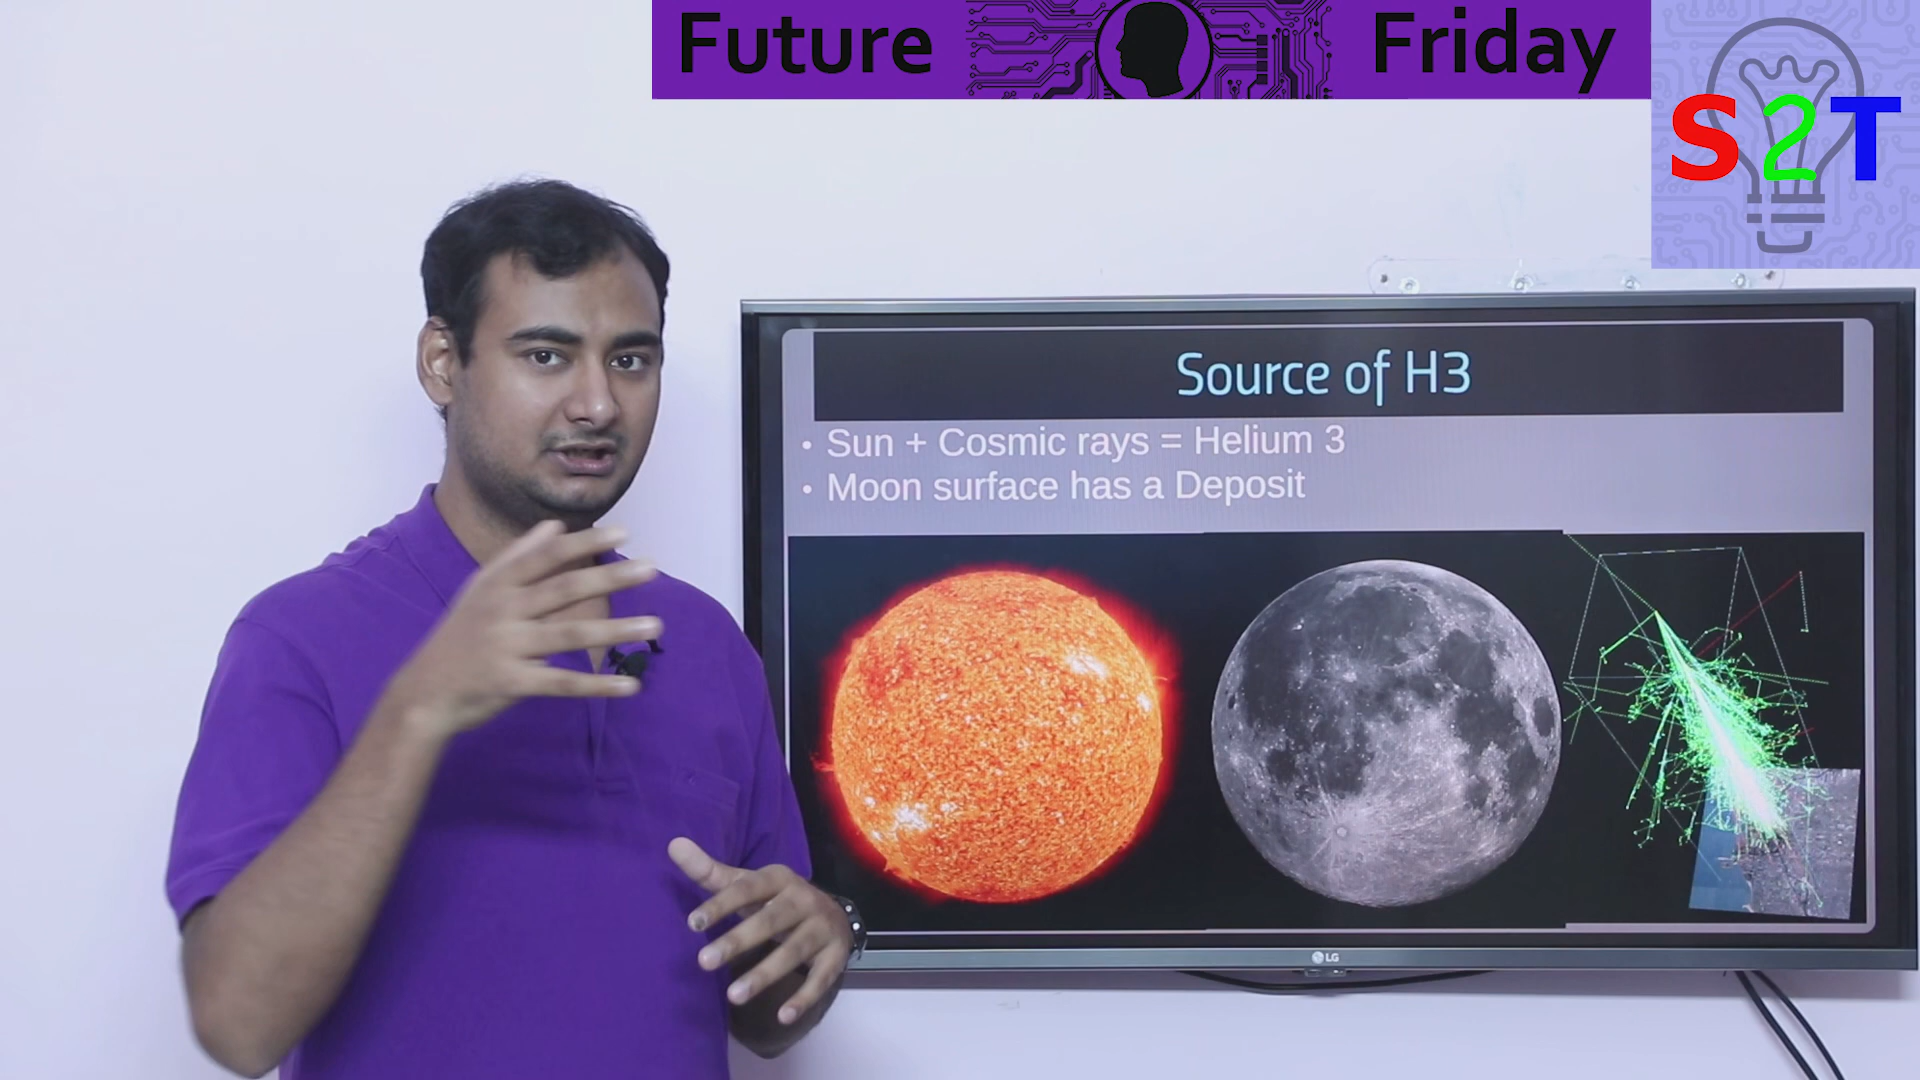 Future Friday
S2T
Source of H3
• Sun + Cosmic rays = Helium 3
• Moon surface has a Deposit
LG